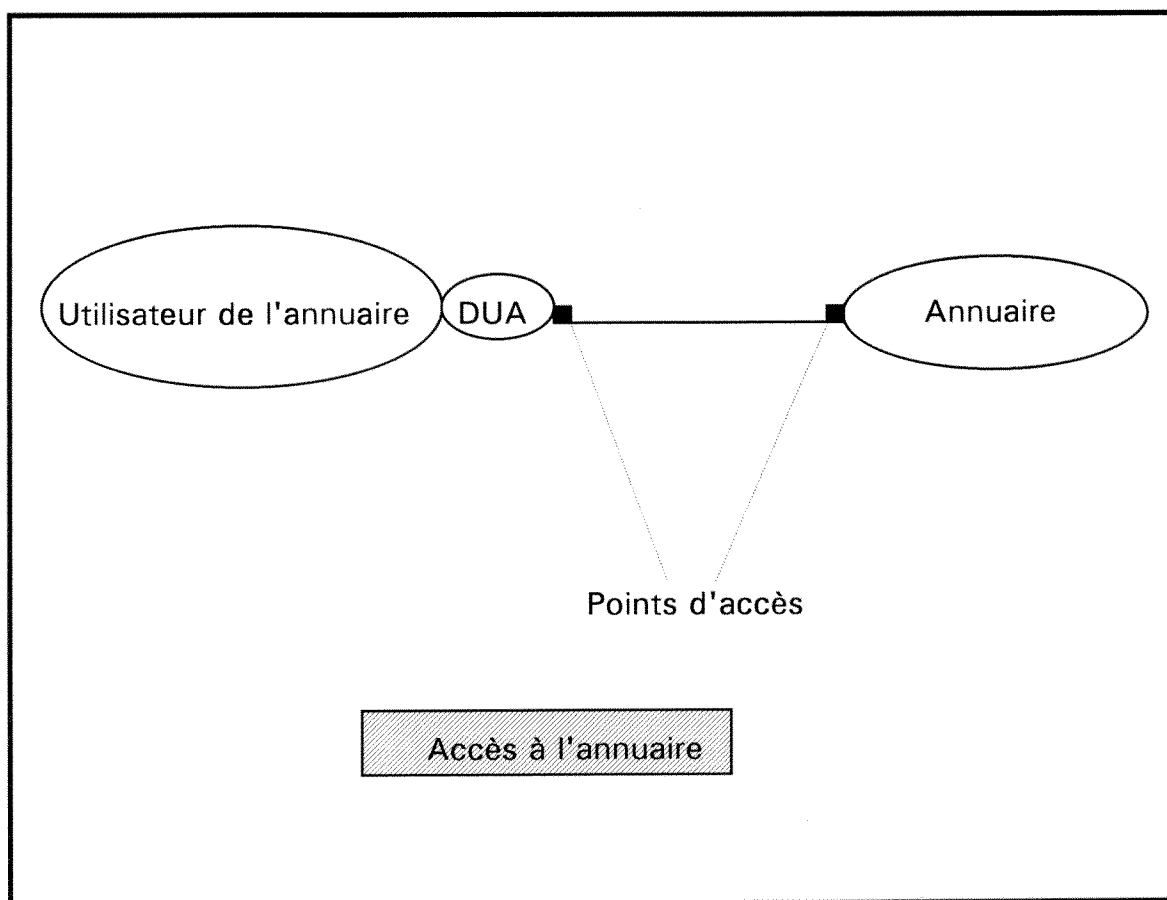 Utilisateur de l'annuaire
DUA
Annuaire
Points d'accès
Accès à l'annuaire